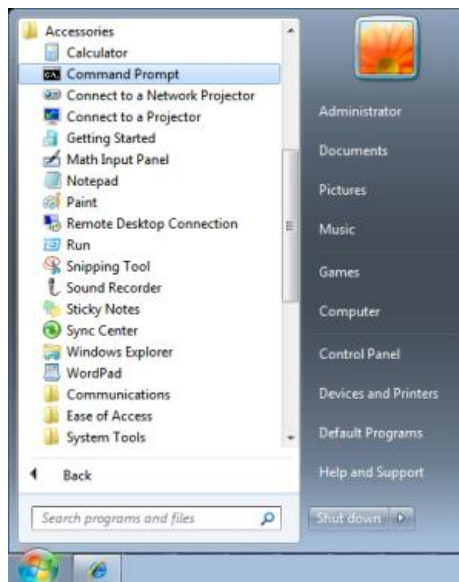 Accessories
Calculator
Command Prompt
Connect to a Network Projector
Connect to a Projector
Getting Started
Math Input Panel
Notepad
Paint
Remote Desktop Connection
Run
Snipping Tool
Sound Recorder
Sticky Notes
Sync Center
Windows Explorer
WordPad
Communications
Ease of Access
System Tools
Back
Search programs and files
Administrator
Documents
Pictures
Music
Games
Computer
Control Panel
Devices and Printers
Default Programs
Help and Support
Shut down